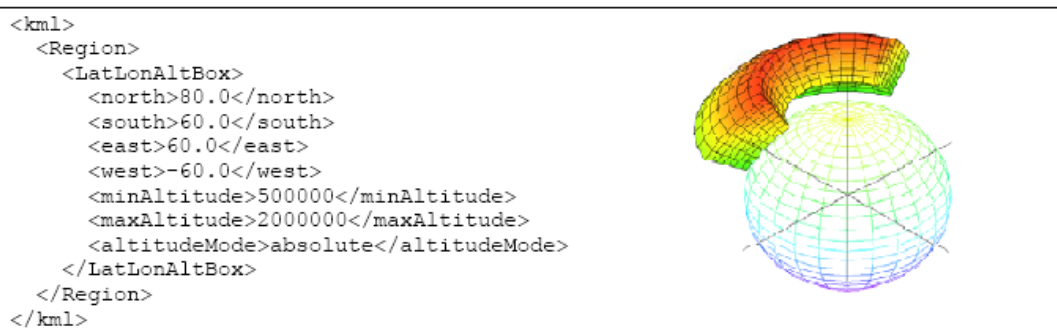 <kml>
  <Region>
    <LatLonAltBox>
      <north>80.0</north>
      <south>60.0</south>
      <east>60.0</east>
      <west>-60.0</west>
      <minAltitude>500000</minAltitude>
      <maxAltitude>2000000</maxAltitude>
      <altitudeMode>absolute</altitudeMode>
    </LatLonAltBox>
  </Region>
</kml>